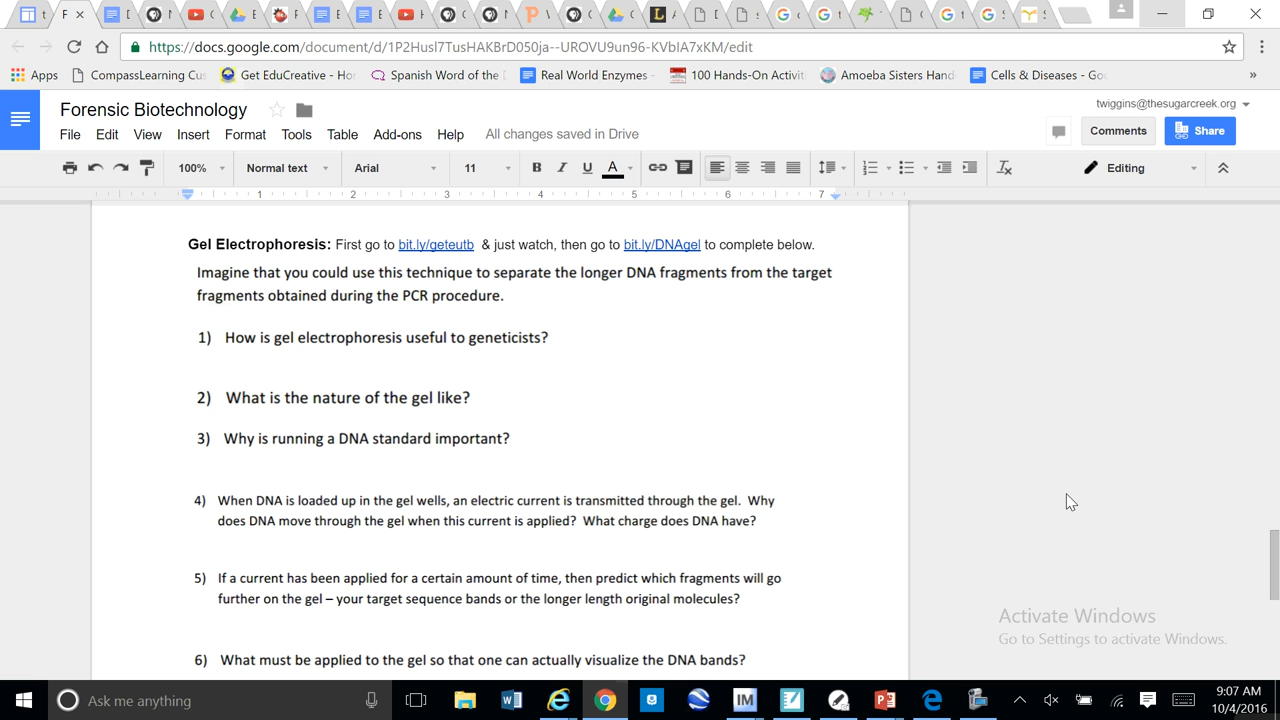 https://docs.google.com/document/d/1P2Husl7TusHAKBrD050ja--UROVU9un96-KVbIA7xKM/edit
Apps CompassLearning Cus Get EduCreative - Ho Spanish Word of the Real World Enzymes - 100 Hands-On Activit Amoeba Sisters Hand Cells & Diseases - Go »
Forensic Biotechnology
twiggins@thesugarcreek.org
File Edit View Insert Format Tools Table Add-ons Help All changes saved in Drive
Comments Share
100% Normal text Arial 11 B I U A Editing
1 2 3 4 5 6 7
Gel Electrophoresis: First go to bit.ly/geteutb & just watch, then go to bit.ly/DNAgel to complete below.
Imagine that you could use this technique to separate the longer DNA fragments from the target
fragments obtained during the PCR procedure.
1) How is gel electrophoresis useful to geneticists?
2) What is the nature of the gel like?
3) Why is running a DNA standard important?
4) When DNA is loaded up in the gel wells, an electric current is transmitted through the gel. Why
does DNA move through the gel when this current is applied? What charge does DNA have?
5) If a current has been applied for a certain amount of time, then predict which fragments will go
further on the gel – your target sequence bands or the longer length original molecules?
6) What must be applied to the gel so that one can actually visualize the DNA bands?
Activate Windows
Go to Settings to activate Windows.
Ask me anything
9:07 AM
10/4/2016